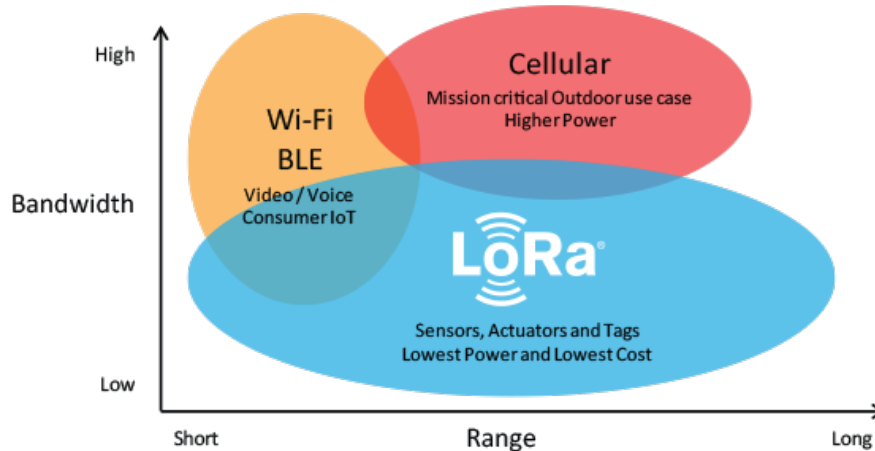 High
Bandwidth
Low
Wi-Fi
BLE
Video / Voice
Consumer IoT
Cellular
Mission critical Outdoor use case
Higher Power
LoRa®
Sensors, Actuators and Tags
Lowest Power and Lowest Cost
Short
Range
Long